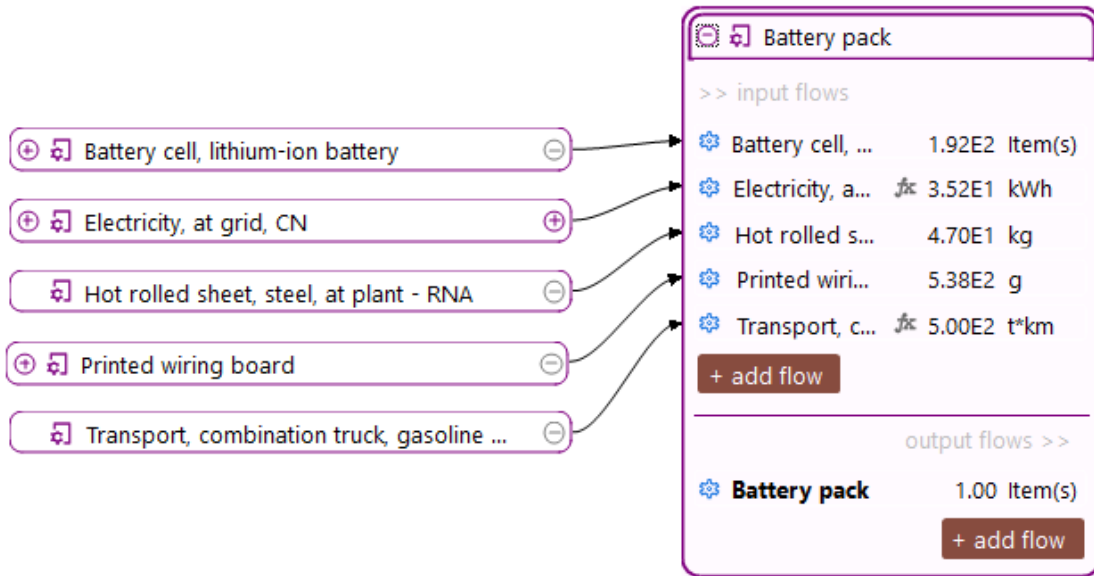 Battery pack
>> input flows
Battery cell, lithium-ion battery
Battery cell, ... 1.92E2 Item(s)
Electricity, at grid, CN
Electricity, a... fx 3.52E1 kWh
Hot rolled sheet, steel, at plant - RNA
Hot rolled s... 4.70E1 kg
Printed wiring board
Printed wiri... 5.38E2 g
Transport, combination truck, gasoline ...
Transport, c... fx 5.00E2 t*km
+ add flow
output flows >>
Battery pack 1.00 Item(s)
+ add flow